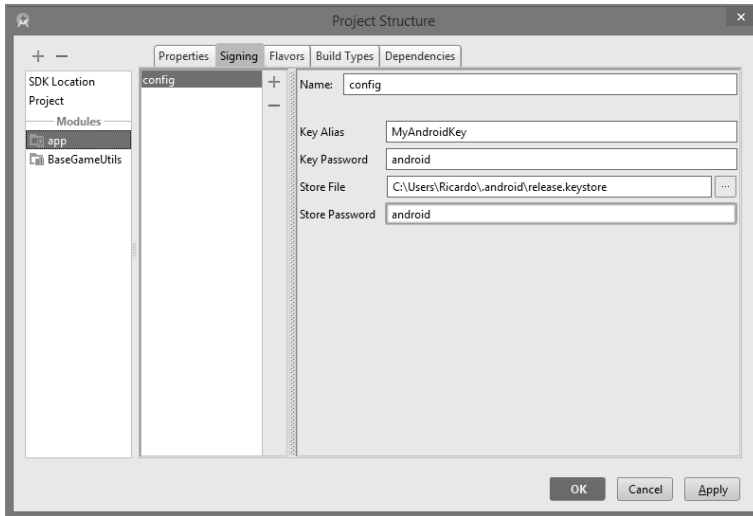 Project Structure
Properties Signing Flavors Build Types Dependencies
SDK Location
Project
Modules
app
BaseGameUtils
config
Name: config
Key Alias MyAndroidKey
Key Password android
Store File C:\Users\Ricardo\.android\release.keystore ...
Store Password android
OK Cancel Apply